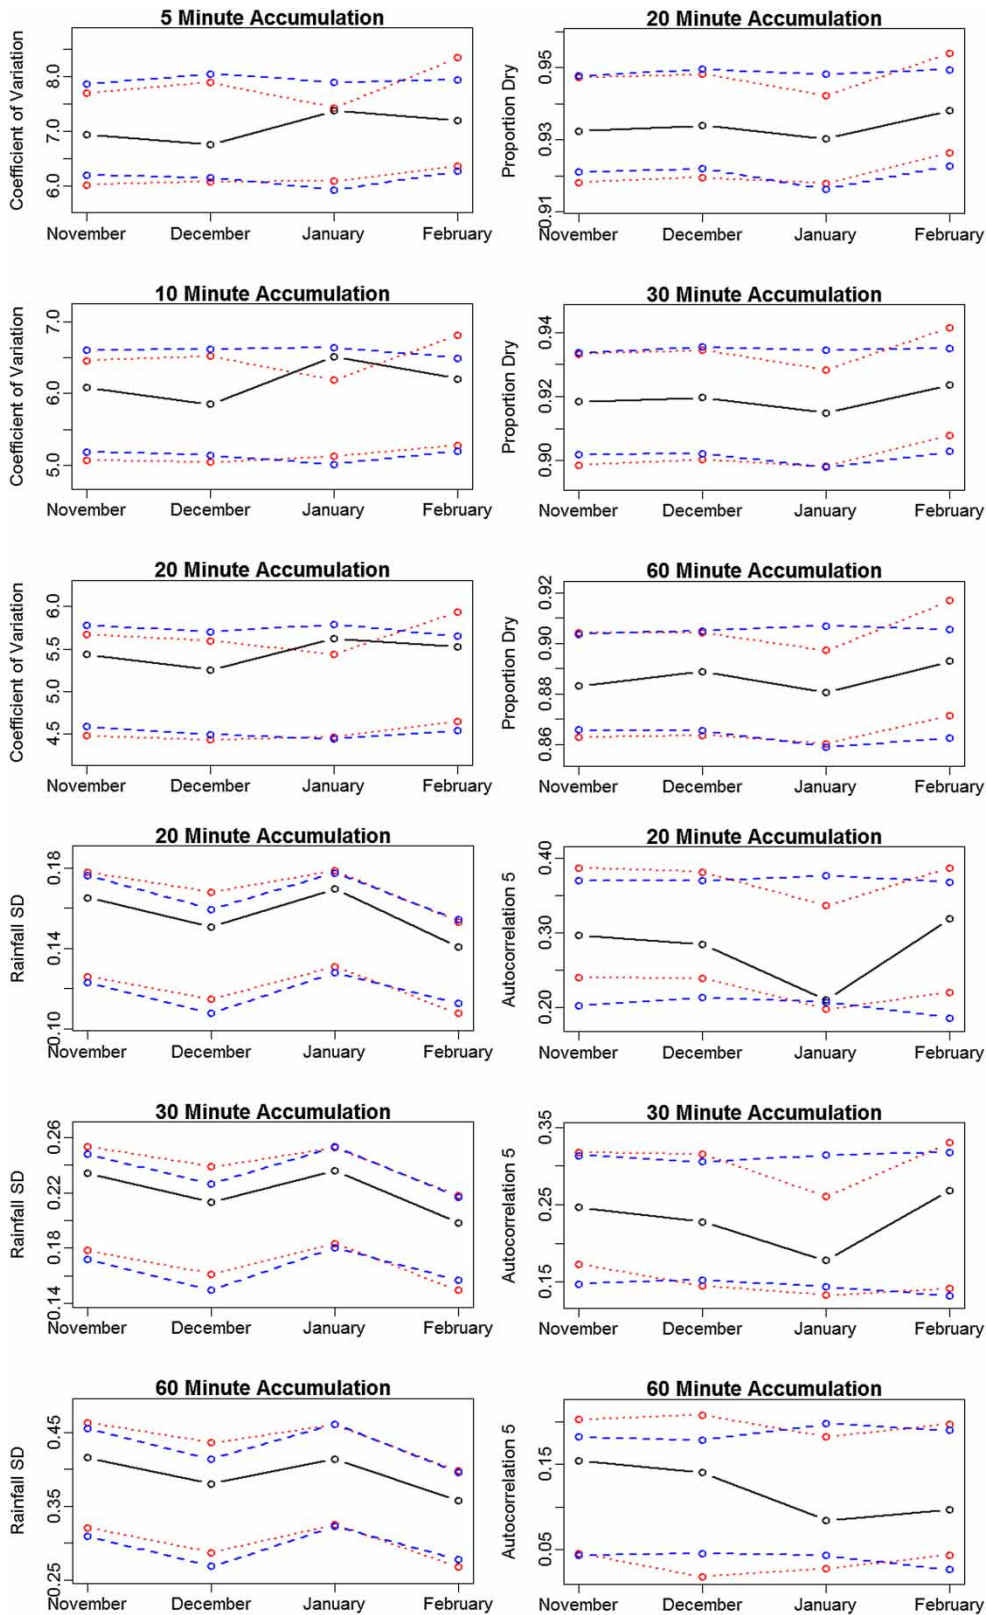 5 Minute Accumulation
Coefficient of Variation
8.0
7.0
6.0
November December January February
20 Minute Accumulation
Proportion Dry
0.95
0.93
0.91
November December January February
10 Minute Accumulation
Coefficient of Variation
7.0
6.0
5.0
November December January February
30 Minute Accumulation
Proportion Dry
0.94
0.92
0.90
November December January February
20 Minute Accumulation
Coefficient of Variation
6.0
5.5
5.0
4.5
November December January February
60 Minute Accumulation
Proportion Dry
0.92
0.90
0.88
0.86
November December January February
20 Minute Accumulation
Rainfall SD
0.18
0.14
0.10
November December January February
20 Minute Accumulation
Autocorrelation 5
0.40
0.30
0.20
November December January February
30 Minute Accumulation
Rainfall SD
0.26
0.22
0.18
0.14
November December January February
30 Minute Accumulation
Autocorrelation 5
0.35
0.25
0.15
November December January February
60 Minute Accumulation
Rainfall SD
0.45
0.35
0.25
November December January February
60 Minute Accumulation
Autocorrelation 5
0.15
0.05
November December January February